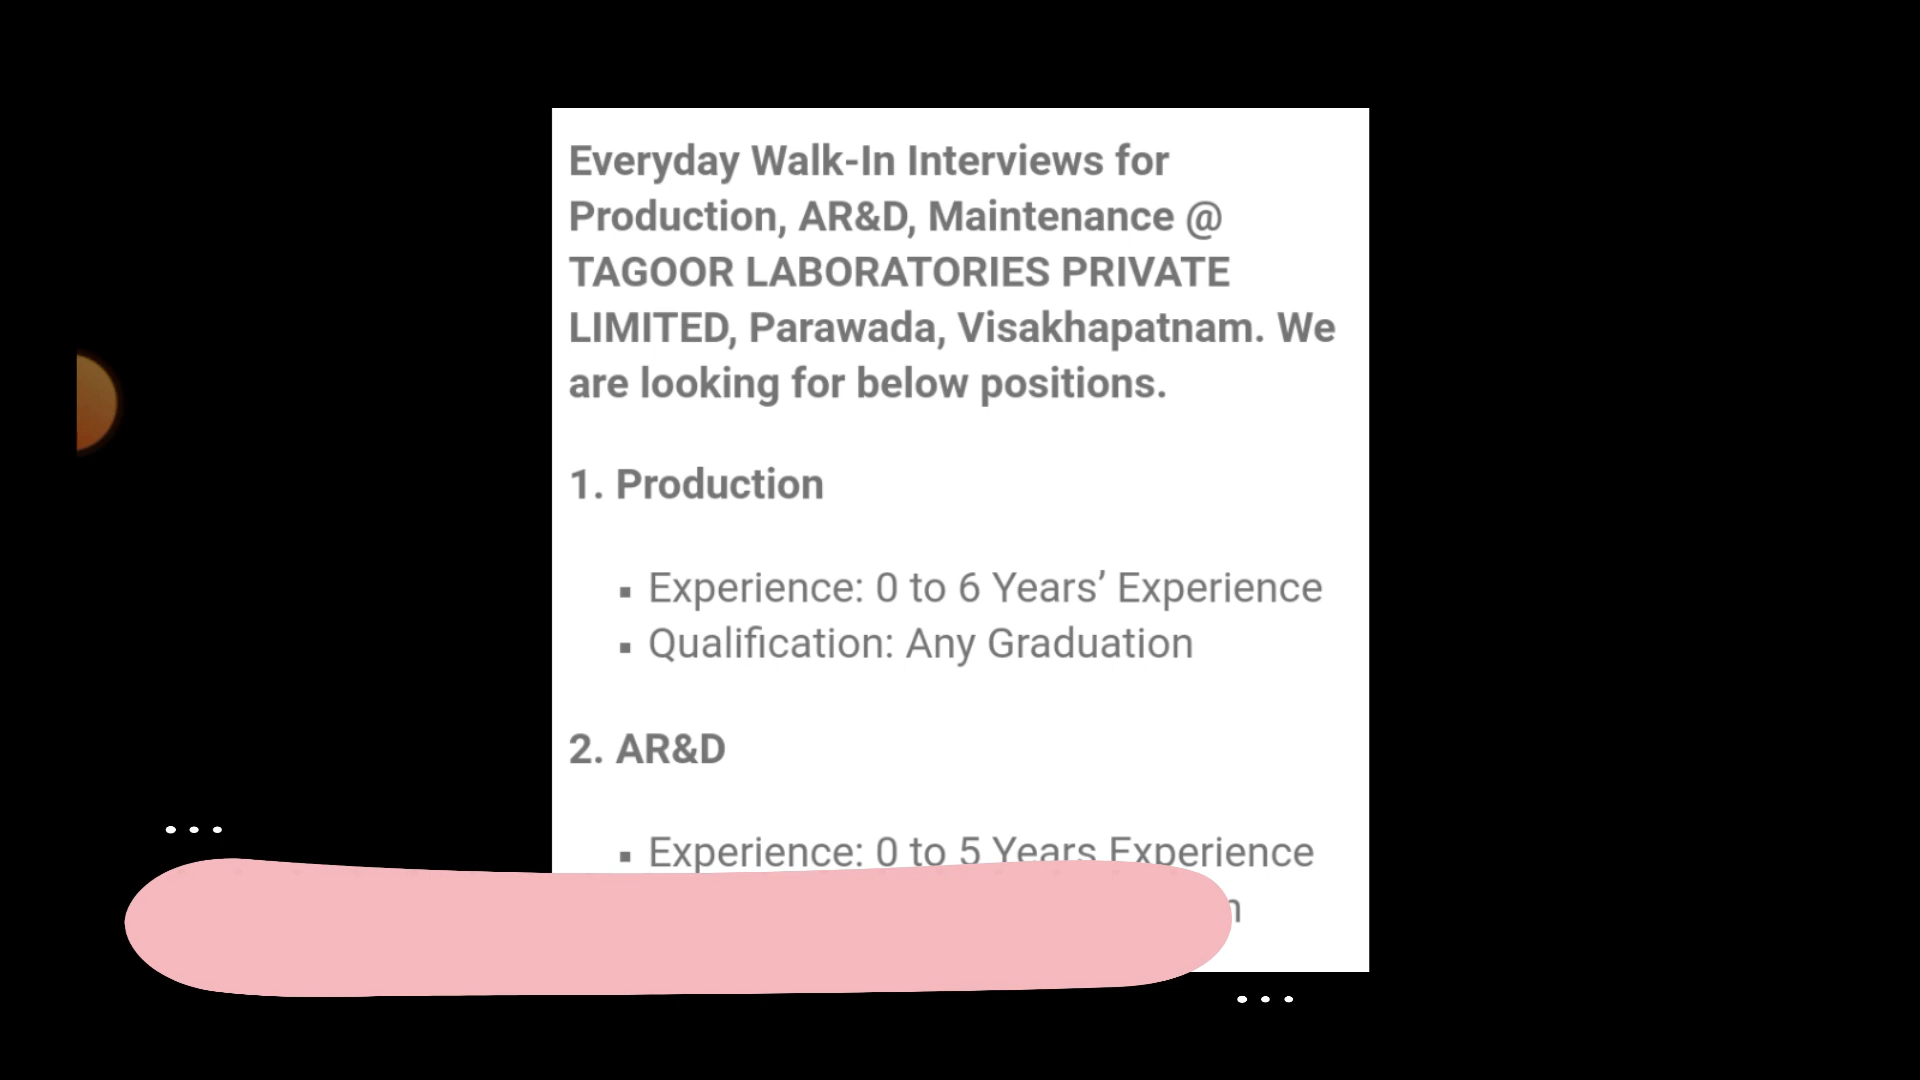 Everyday Walk-In Interviews for
Production, AR&D, Maintenance @
TAGOOR LABORATORIES PRIVATE
LIMITED, Parawada, Visakhapatnam. We
are looking for below positions.
1. Production
▪ Experience: 0 to 6 Years’ Experience
▪ Qualification: Any Graduation
2. AR&D
▪ Experience: 0 to 5 Years Experience